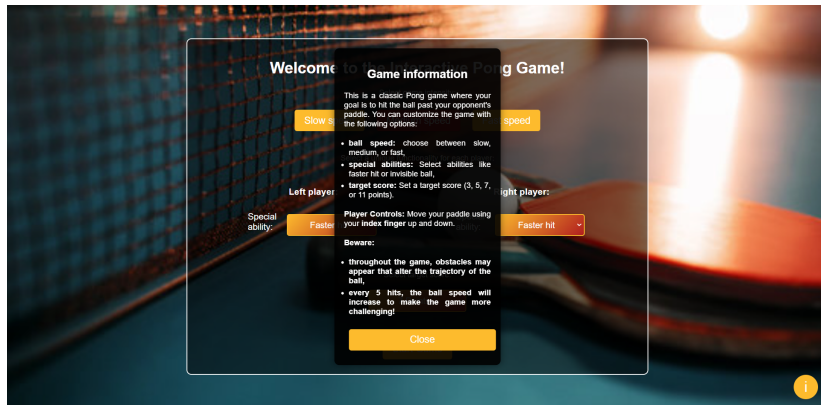 Welcome to the Interactive Pong Game!
Game information
This is a classic Pong game where your
goal is to hit the ball past your opponent's
paddle. You can customize the game with
the following options:
• ball speed: choose between slow,
medium, or fast,
• special abilities: Select abilities like
faster hit or invisible ball,
• target score: Set a target score (3, 5, 7,
or 11 points).
Player Controls: Move your paddle using
your index finger up and down.
Beware:
• throughout the game, obstacles may
appear that alter the trajectory of the
ball,
• every 5 hits, the ball speed will
increase to make the game more
challenging!
Close
Slow
speed
Left player
ight player:
Special
ability:
Faster
Faster hit
i